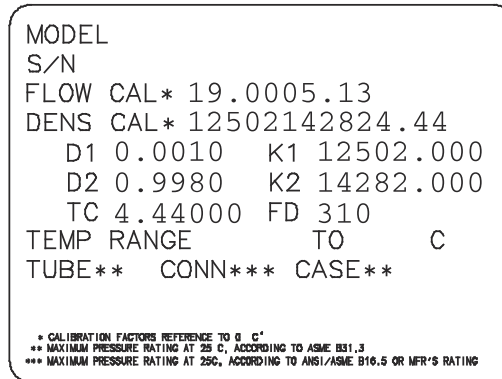 MODEL
S/N
FLOW CAL* 19.0005.13
DENS CAL* 12502142824.44
D1 0.0010 K1 12502.000
D2 0.9980 K2 14282.000
TC 4.44000 FD 310
TEMP RANGE TO C
TUBE** CONN*** CASE**
* CALIBRATION FACTORS REFERENCE TO 0 C
** MAXIMUM PRESSURE RATING AT 25 C, ACCORDING TO ASME B31.3
*** MAXIMUM PRESSURE RATING AT 25C, ACCORDING TO ANSI/ASME B16.5 OR MFR'S RATING